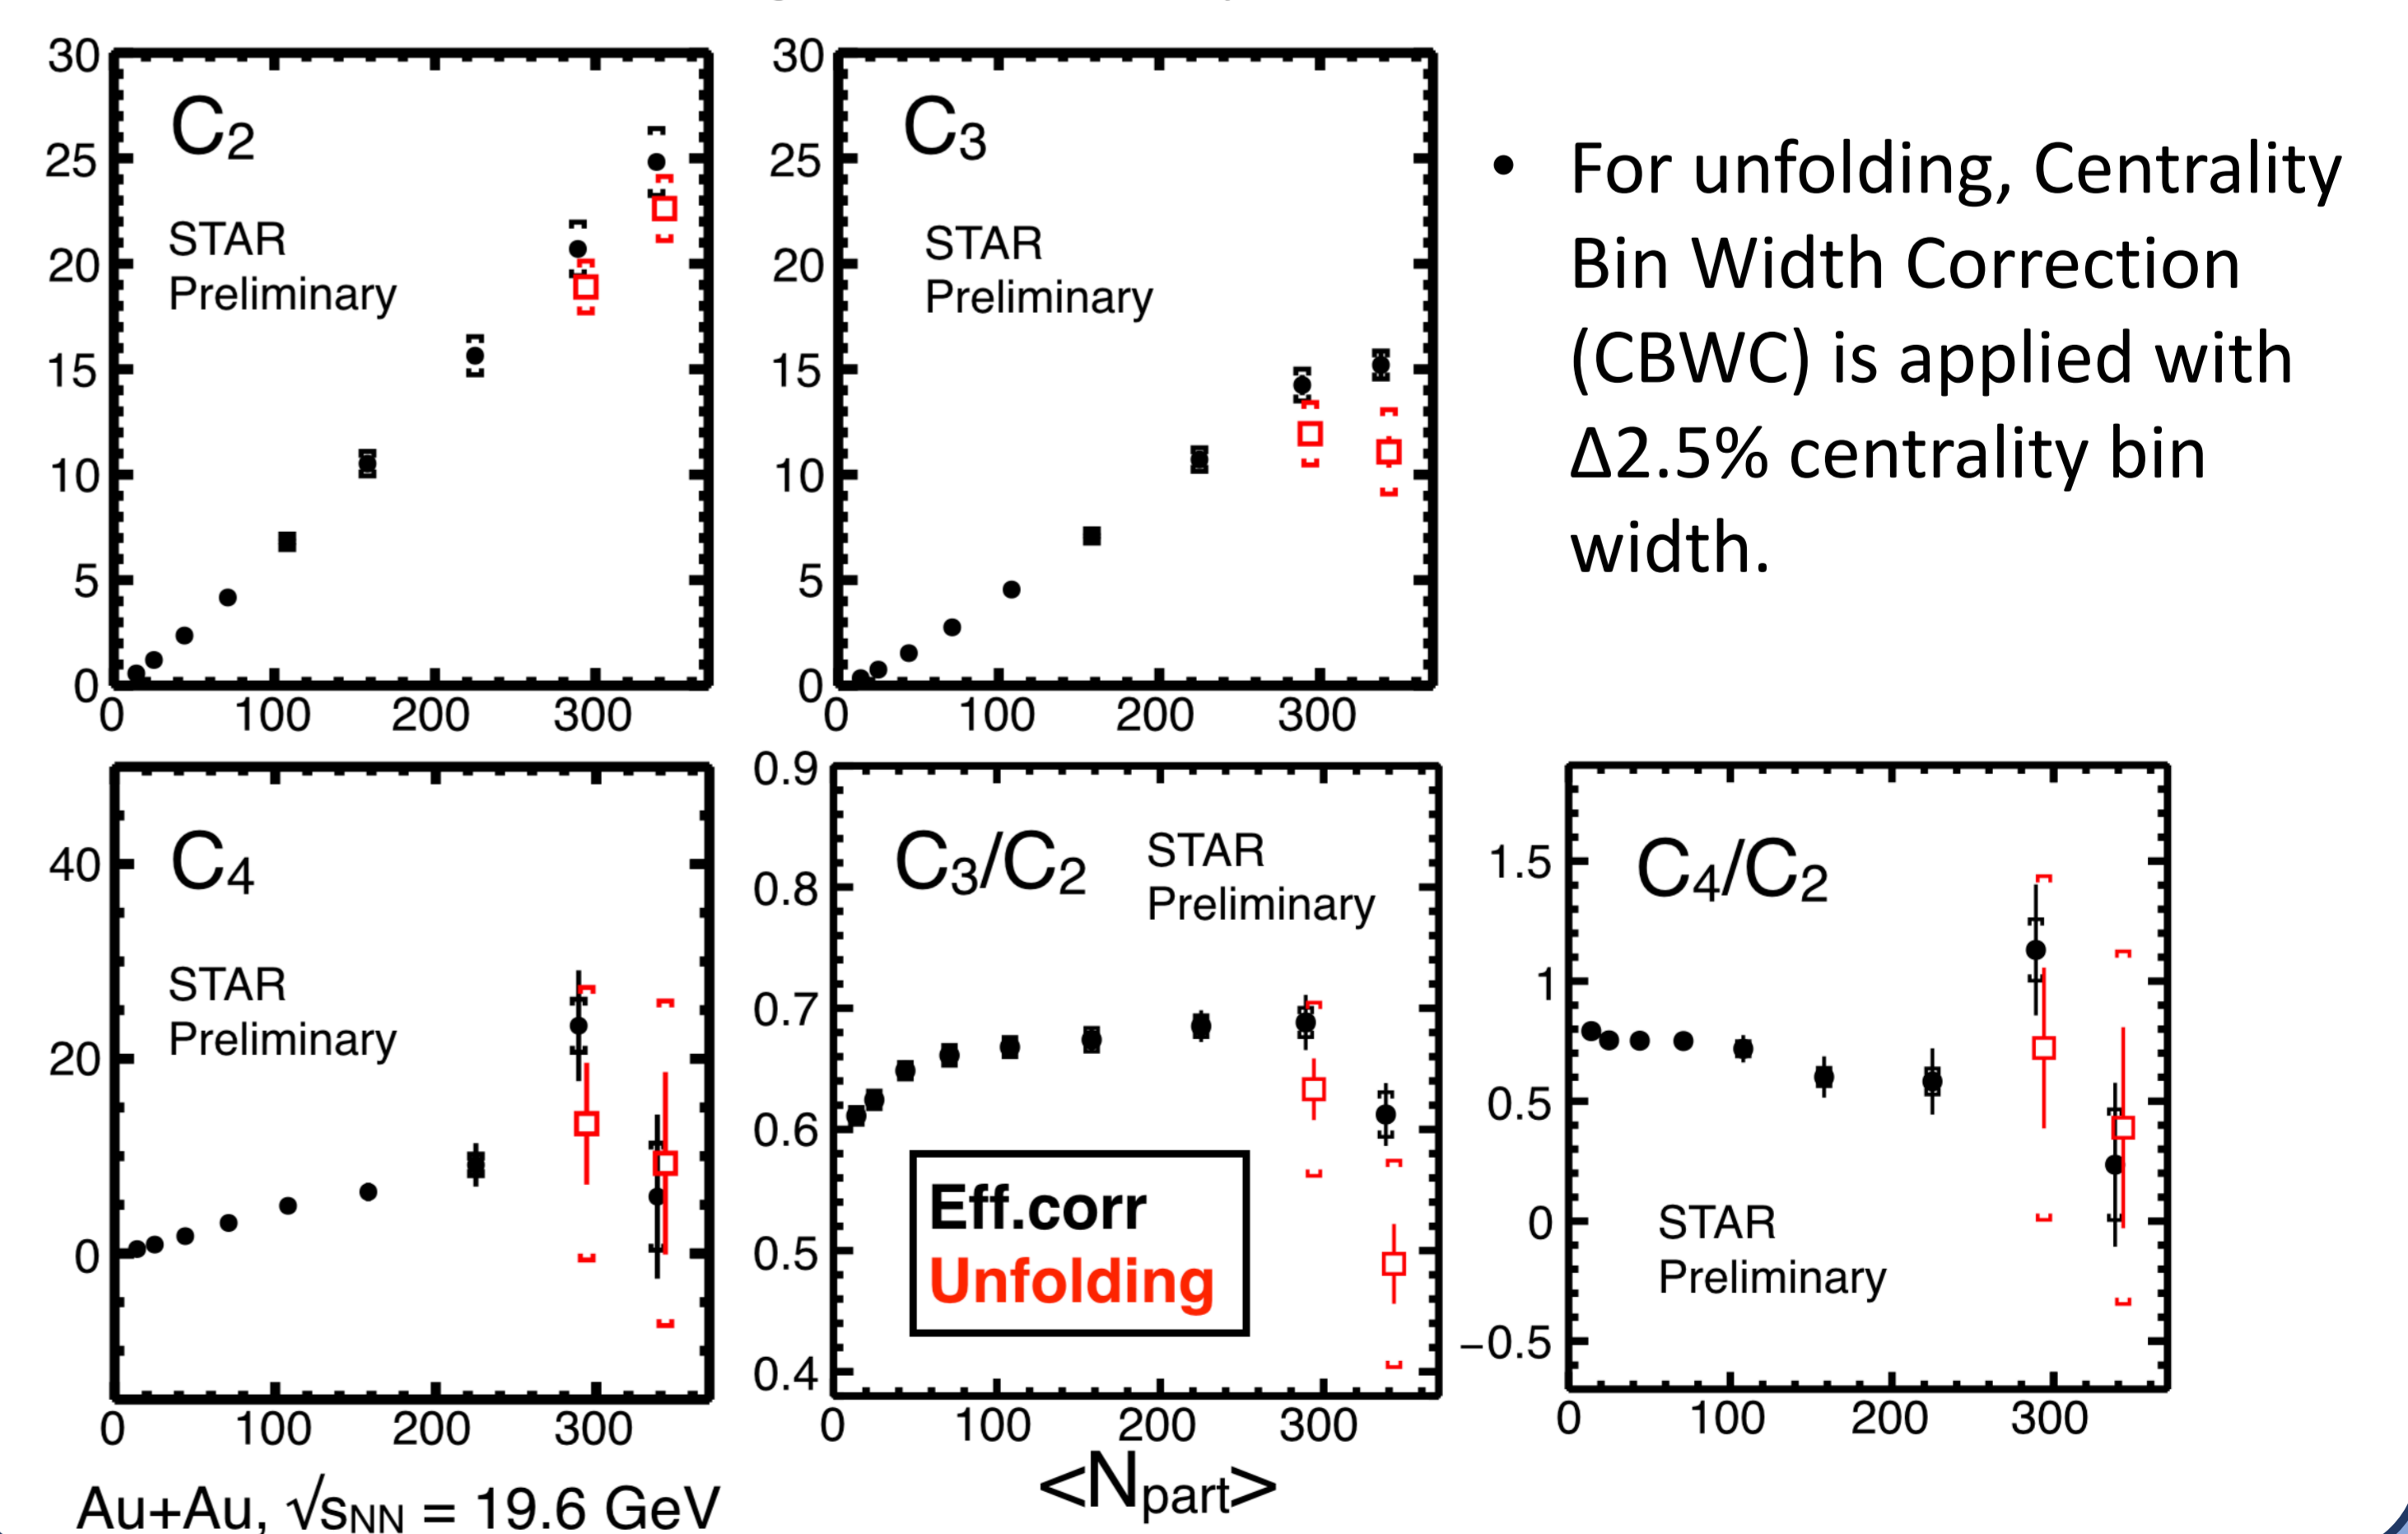 30
25
20
15
10
5
0
C2
STAR
Preliminary
0 100 200 300
30
25
20
15
10
5
0
C3
STAR
Preliminary
0 100 200 300
• For unfolding, Centrality
Bin Width Correction
(CBWC) is applied with
Δ2.5% centrality bin
width.
40
20
0
C4
STAR
Preliminary
0 100 200 300
0.9
0.8
0.7
0.6
0.5
0.4
C3/C2
STAR
Preliminary
Eff.corr
Unfolding
0 100 200 300
1.5
1
0.5
0
−0.5
C4/C2
STAR
Preliminary
0 100 200 300
Au+Au, √sNN = 19.6 GeV
<Npart>